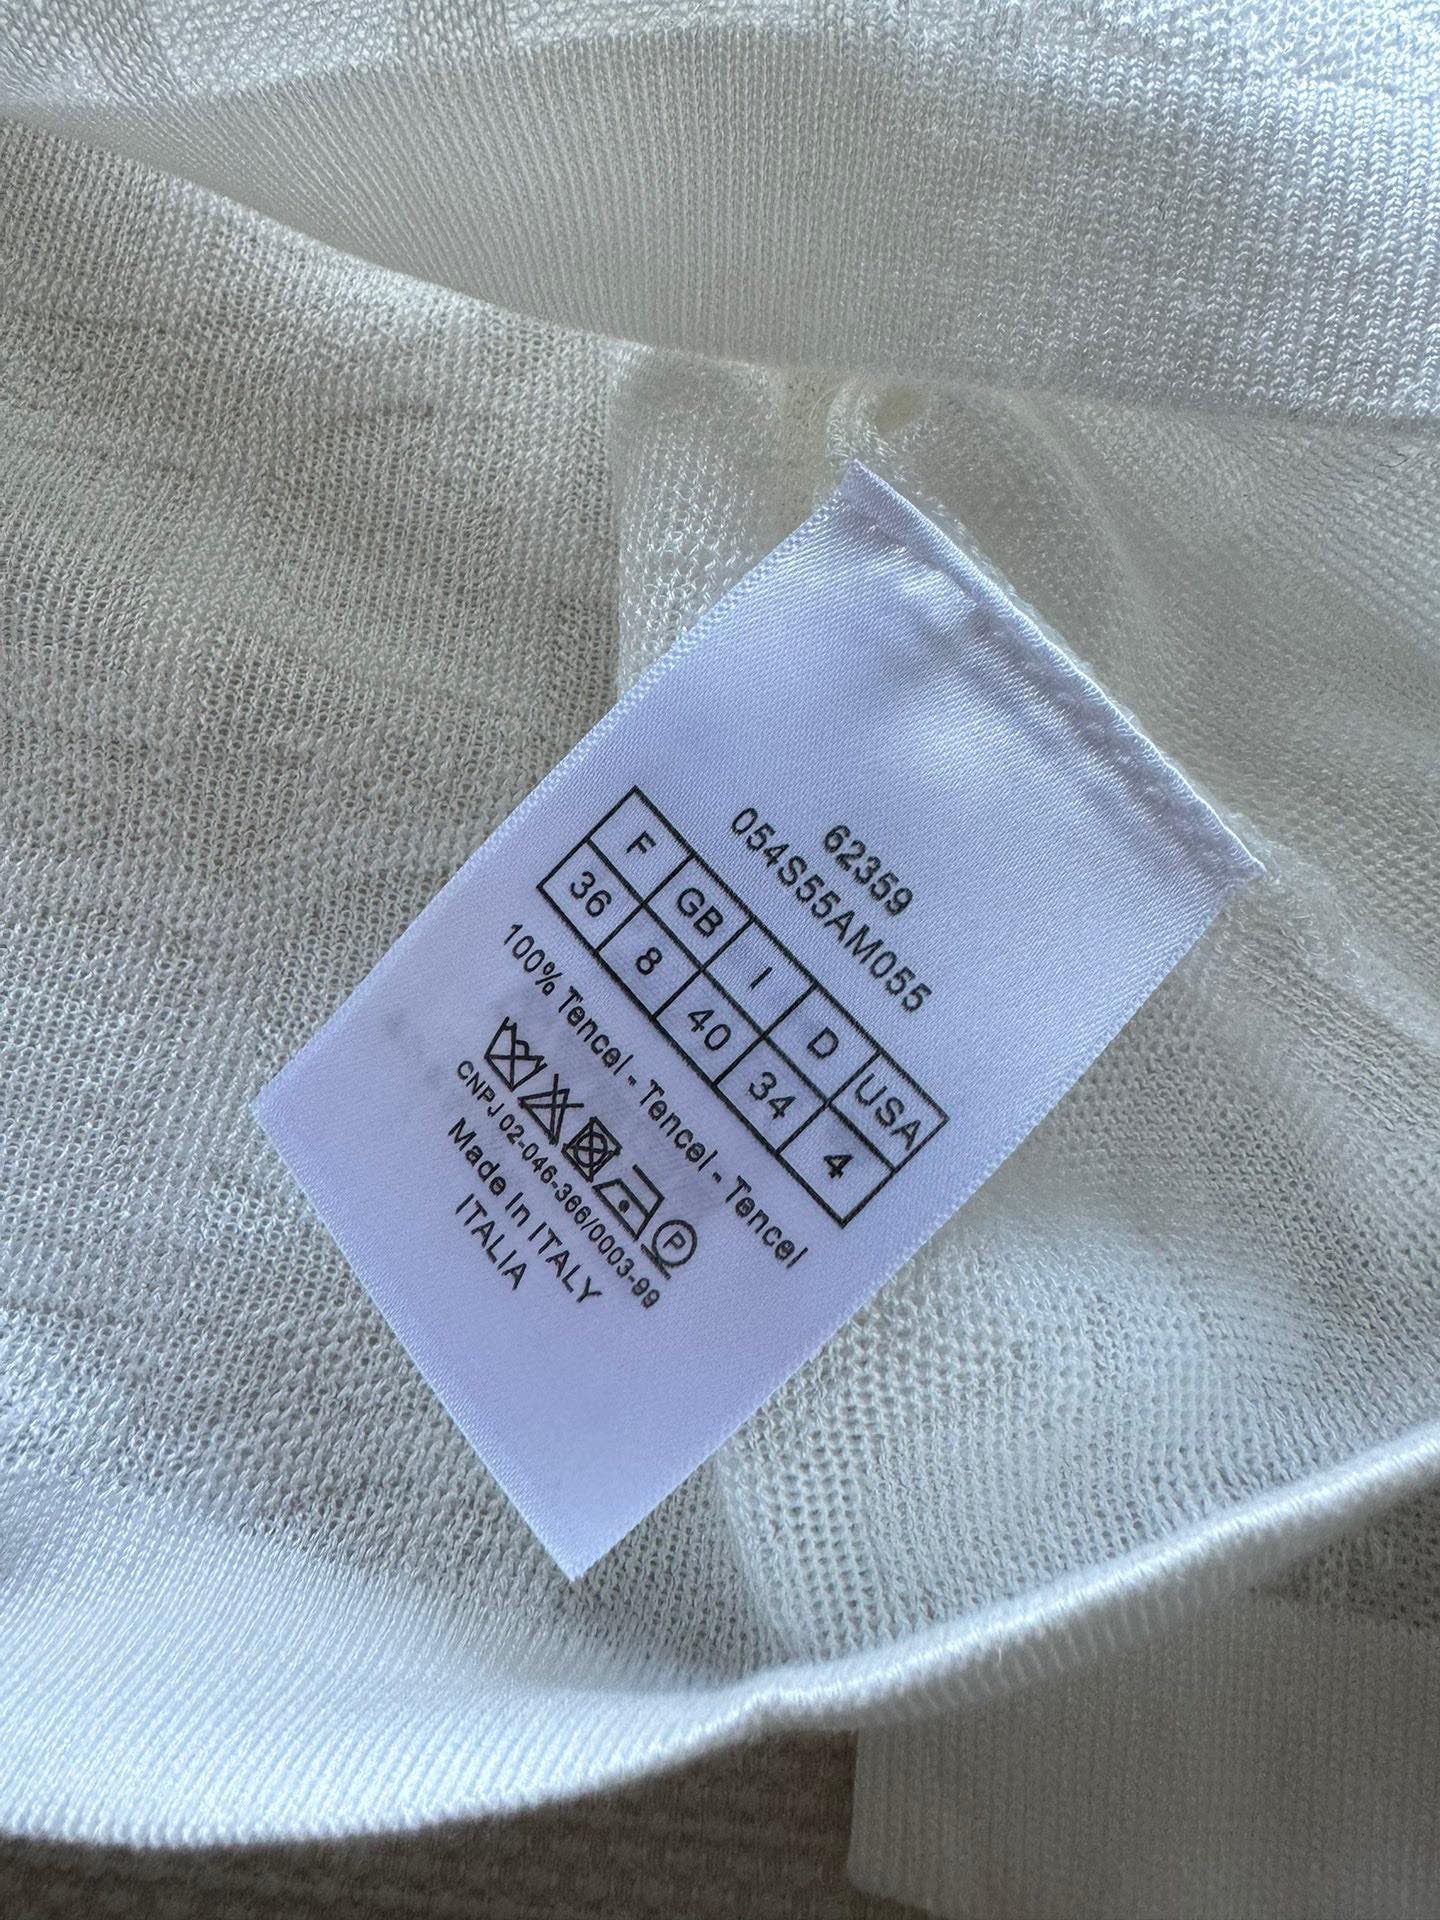 62359
054S55AM055
F GB I D USA
36 8 40 34 4
100% Tencel - Tencel - Tencel
P
CNPJ 02-046-366/0003-99
Made In ITALY
ITALIA